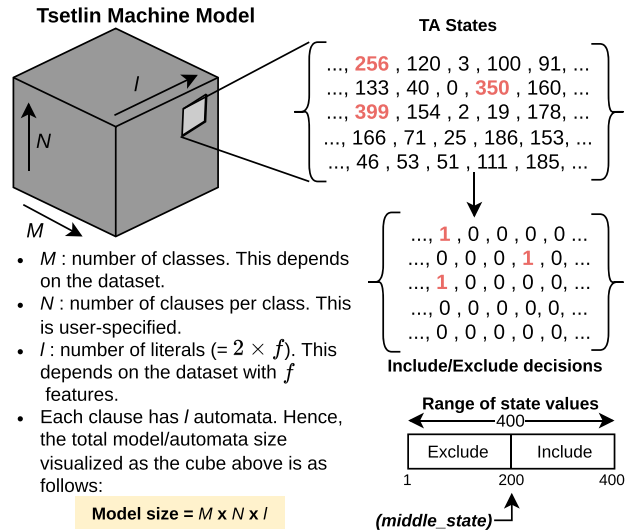 Tsetlin Machine Model
l
N
M
TA States
..., 256 , 120 , 3 , 100 , 91, ...
..., 133 , 40 , 0 , 350 , 160, ...
..., 399 , 154 , 2 , 19 , 178, ...
..., 166 , 71 , 25 , 186, 153, ...
..., 46 , 53 , 51 , 111 , 185, ...
..., 1 , 0 , 0 , 0 , 0 ...
..., 0 , 0 , 0 , 1 , 0, ...
..., 1 , 0 , 0 , 0 , 0, ...
..., 0 , 0 , 0, 0, 0, ...
..., 0 , 0 , 0, 0, 0, ...
Include/Exclude decisions
• M : number of classes. This depends
on the dataset.
• N : number of clauses per class. This
is user-specified.
• l : number of literals (= 2 × f). This
depends on the dataset with f
features.
• Each clause has l automata. Hence,
the total model/automata size
visualized as the cube above is as
follows:
Model size = M x N x l
Range of state values
400
Exclude Include
1 200 400
(middle_state)